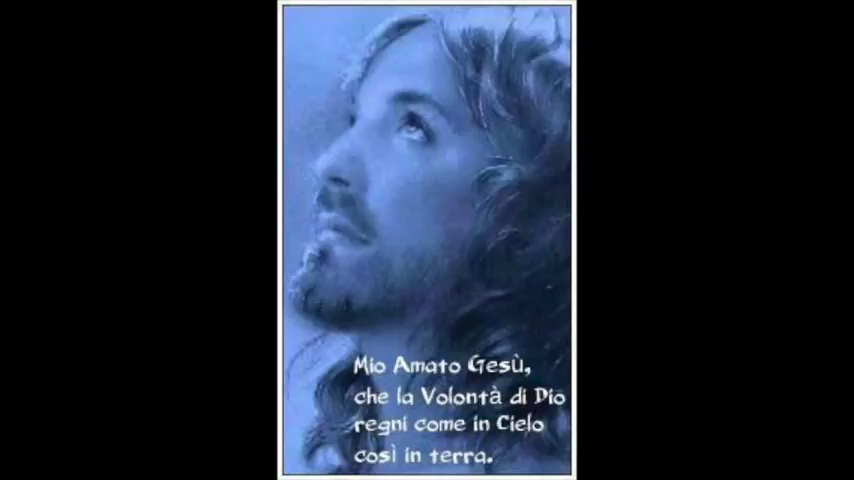 Mio Amato Gesù,
che la Volontà di Dio
regni come in Cielo
così in terra.